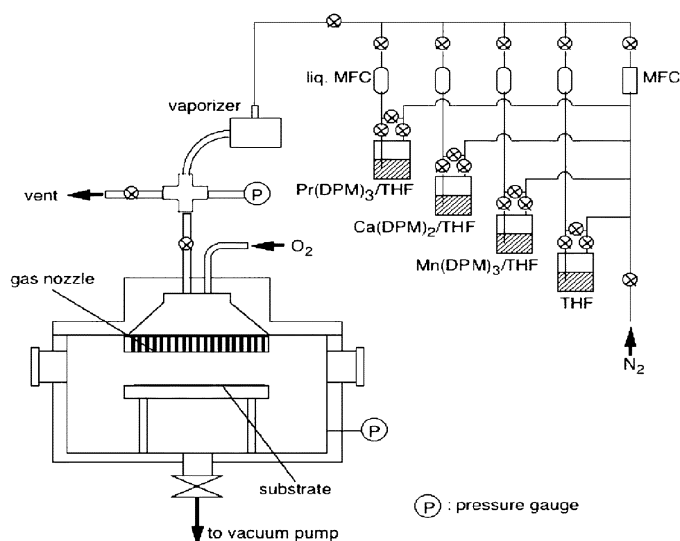 liq. MFC
MFC
vaporizer
vent
P
Pr(DPM)3/THF
Ca(DPM)2/THF
Mn(DPM)3/THF
THF
O2
gas nozzle
N2
P
substrate
P : pressure gauge
to vacuum pump